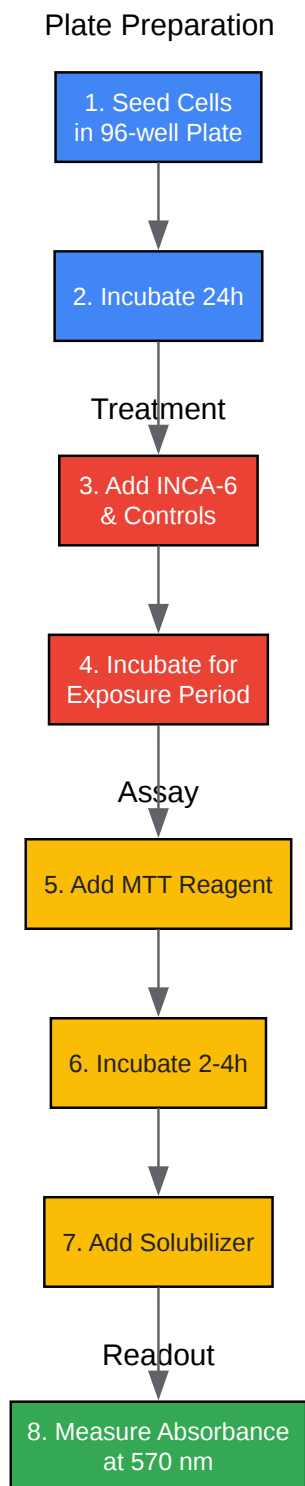 Plate Preparation
1. Seed Cells
in 96-well Plate
2. Incubate 24h
Treatment
3. Add INCA-6
& Controls
4. Incubate for
Exposure Period
Assay
5. Add MTT Reagent
6. Incubate 2-4h
7. Add Solubilizer
Readout
8. Measure Absorbance
at 570 nm